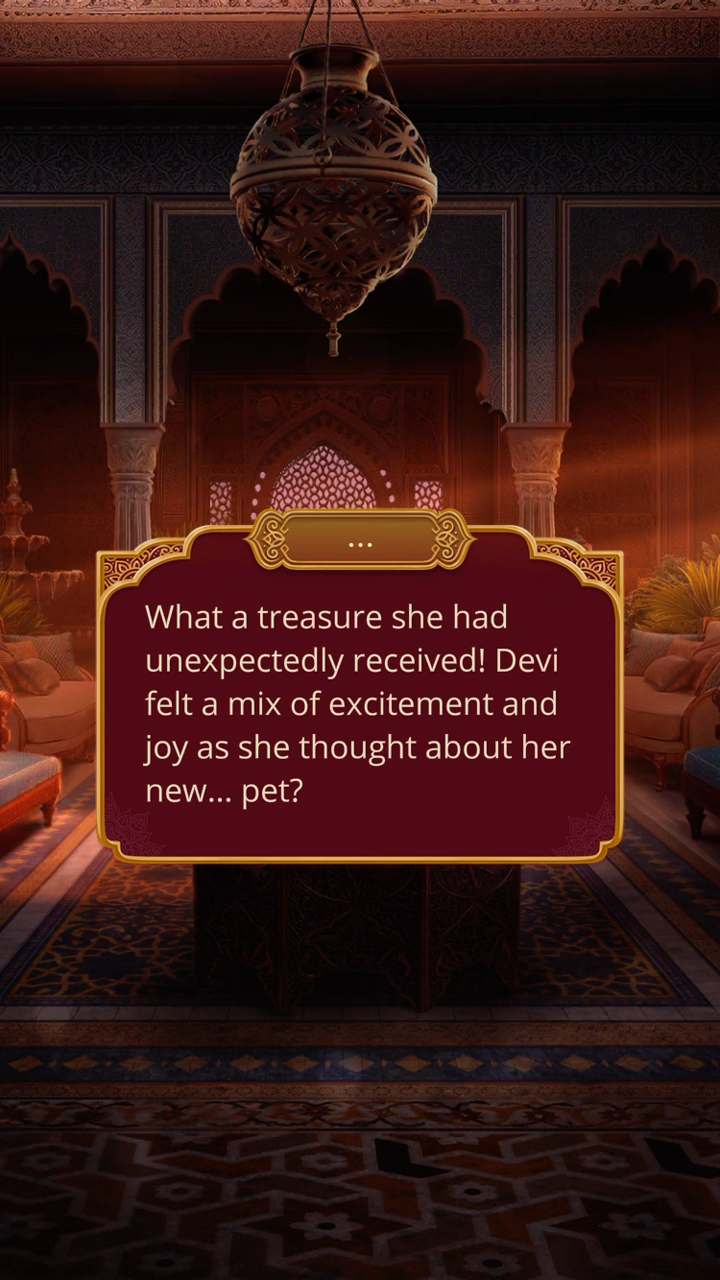 ...
What a treasure she had
unexpectedly received! Devi
felt a mix of excitement and
joy as she thought about her
new... pet?